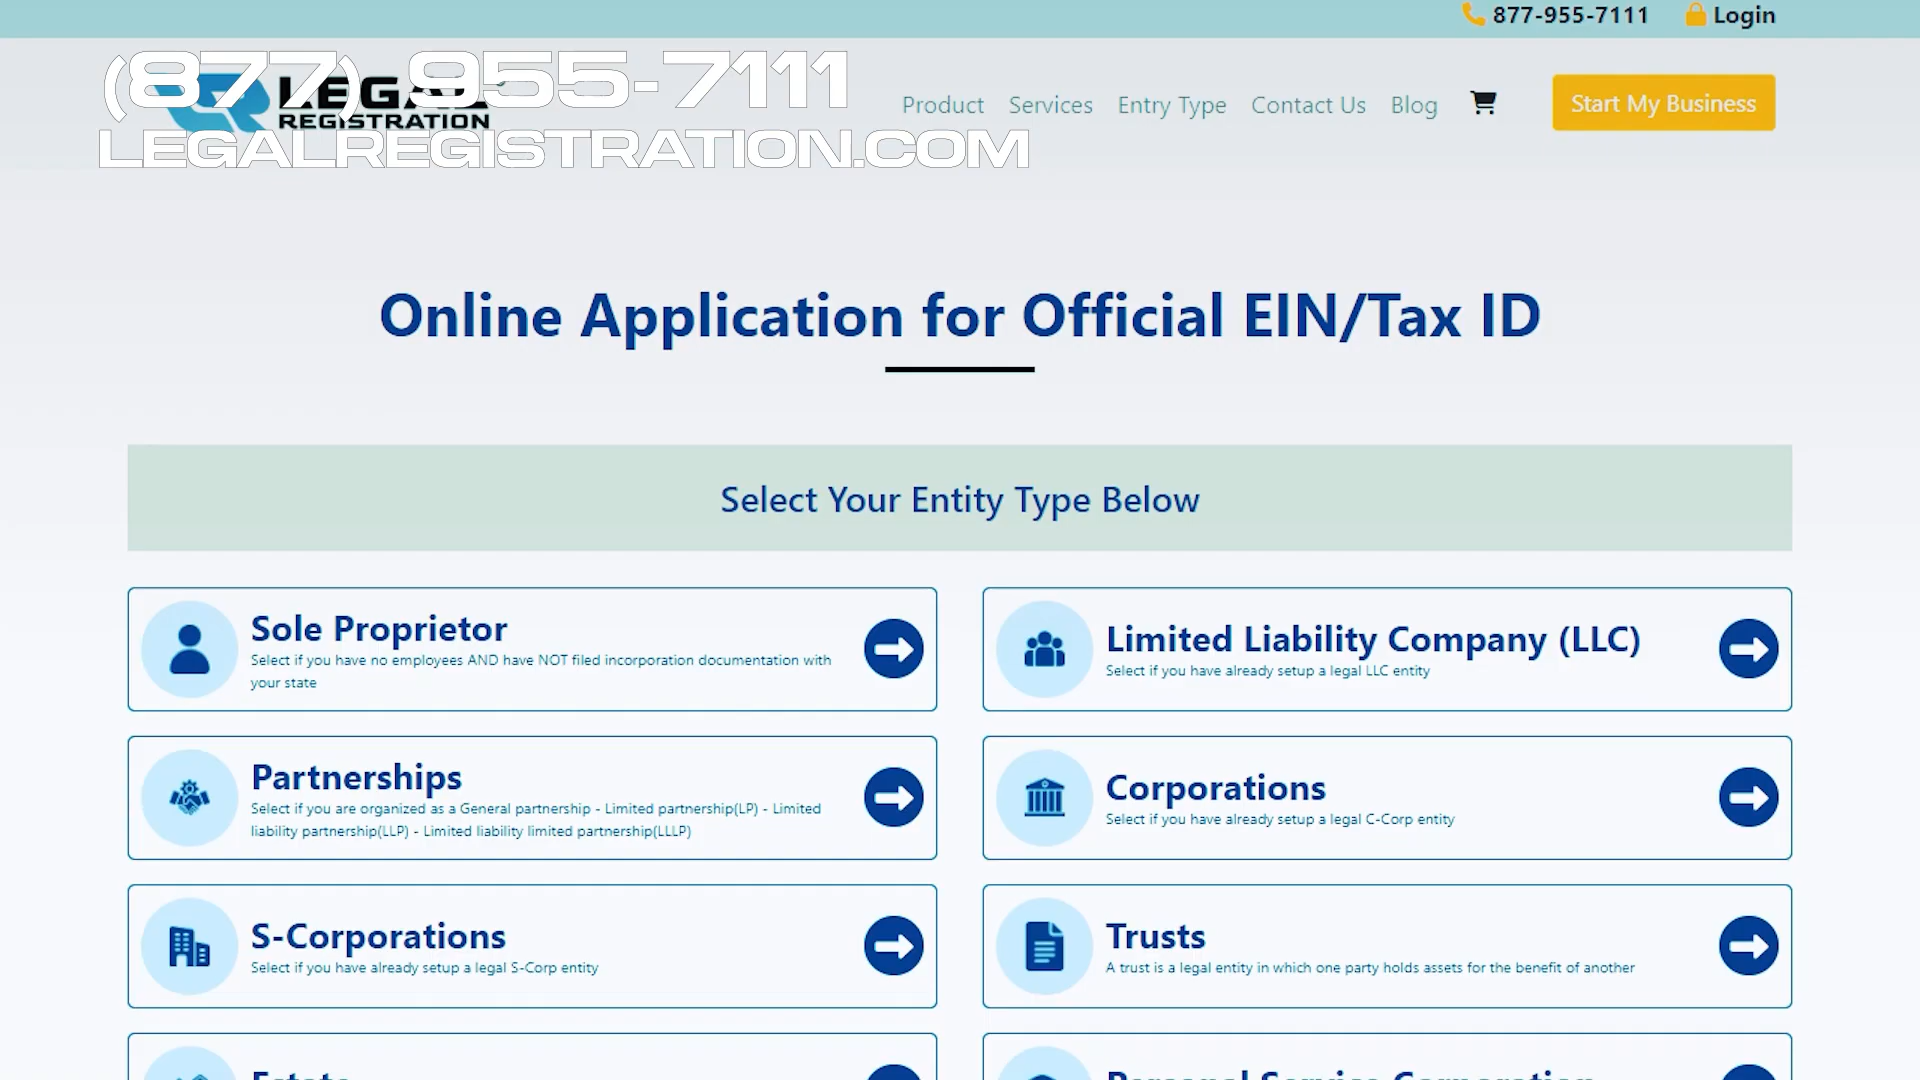 877-955-7111 Login
(877) 955-7111
LEGAL
REGISTRATION
LEGALREGISTRATION.COM
Product Services Entry Type Contact Us Blog Start My Business
Online Application for Official EIN/Tax ID
Select Your Entity Type Below
Sole Proprietor
Select if you have no employees AND have NOT filed incorporation documentation with
your state
Limited Liability Company (LLC)
Select if you have already setup a legal LLC entity
Partnerships
Select if you are organized as a General partnership - Limited partnership(LP) - Limited
liability partnership(LLP) - Limited liability limited partnership(LLLP)
Corporations
Select if you have already setup a legal C-Corp entity
S-Corporations
Select if you have already setup a legal S-Corp entity
Trusts
A trust is a legal entity in which one party holds assets for the benefit of another
Estate
Personal Service Corporation